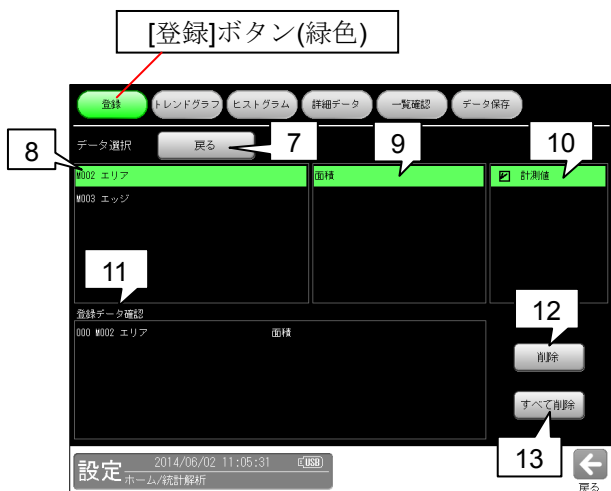 [登録]ボタン(緑色)
登録 トレンドグラフ ヒストグラム 詳細データ 一覧確認 データ保存
データ選択 戻る 7 9 10
8
M002 エリア 面積 計測値
M003 エッジ
11
登録データ確認 12
000 M002 エリア 面積
削除
すべて削除
13
設定 2014/06/02 11:05:31 (USB)
ホーム/統計解析
戻る